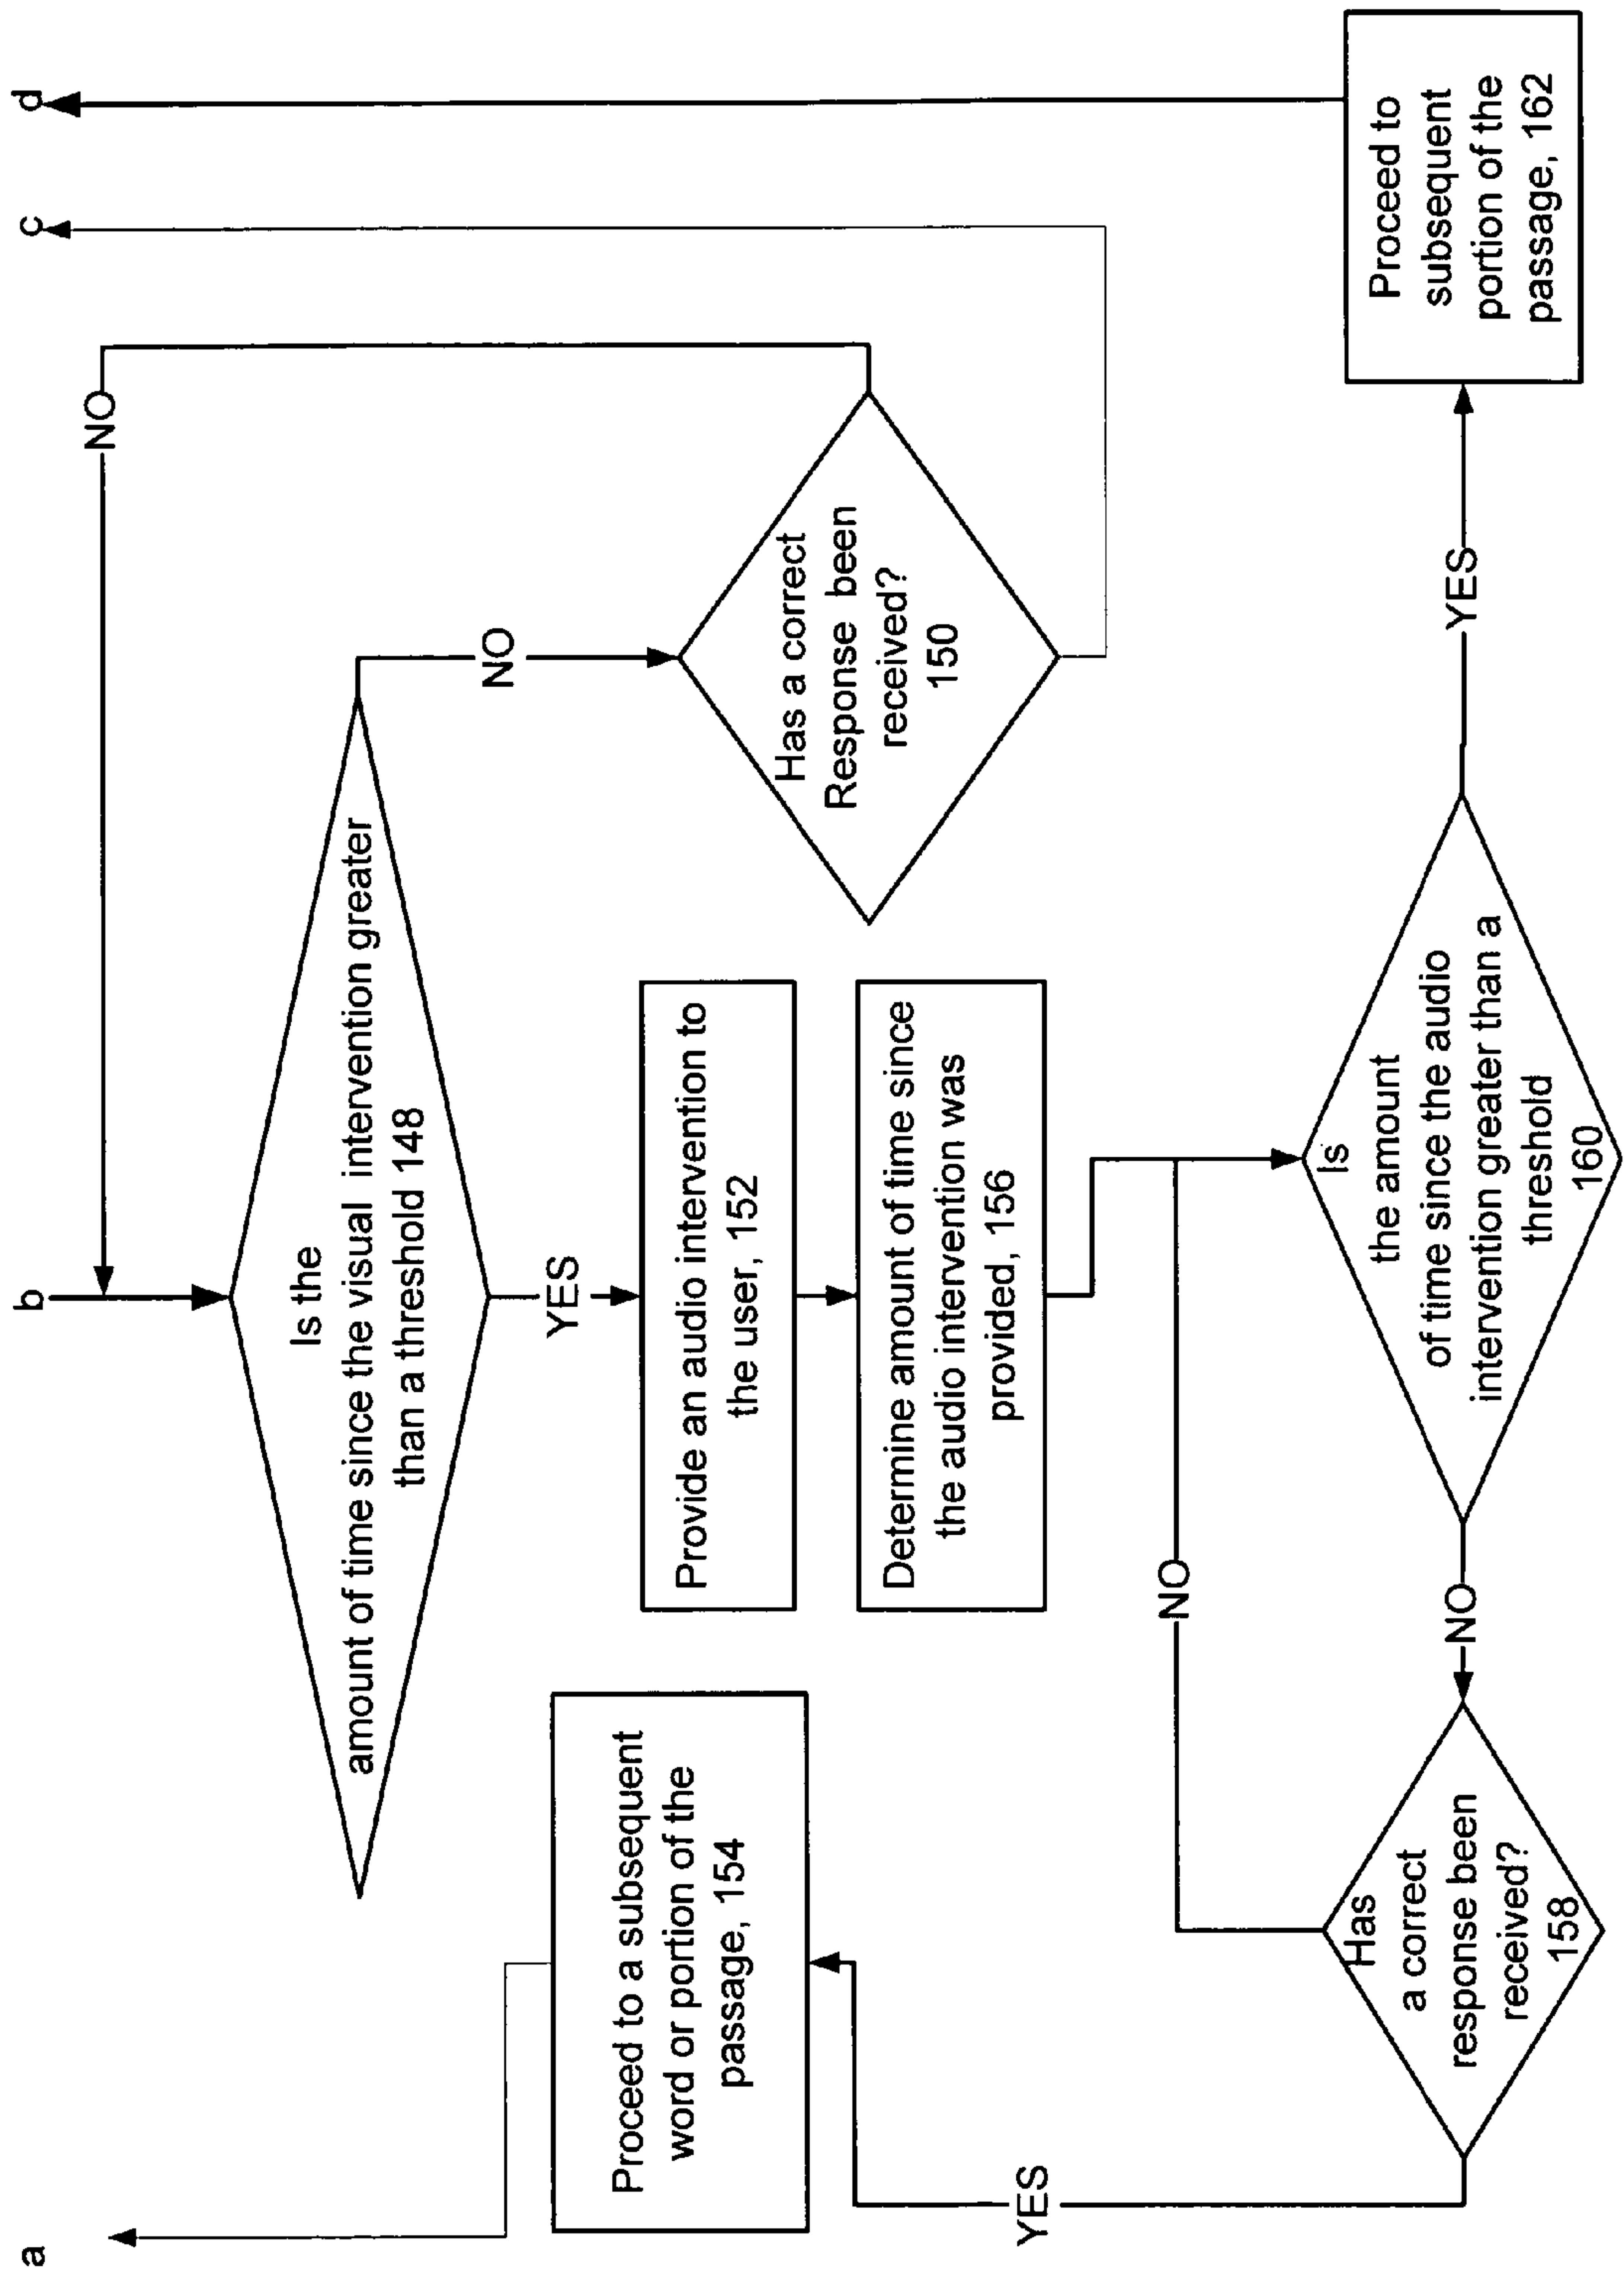 a
b
c
d
NO
Is the
amount of time since the visual intervention greater
than a threshold 148
NO
Has a correct
Response been
received?
150
YES
Provide an audio intervention to
the user, 152
Determine amount of time since
the audio intervention was
provided, 156
Proceed to a subsequent
word or portion of the
passage, 154
NO
YES
Has
a correct
response been
received?
158
NO
Is
the amount
of time since the audio
intervention greater than a
threshold
160
YES
Proceed to
subsequent
portion of the
passage, 162